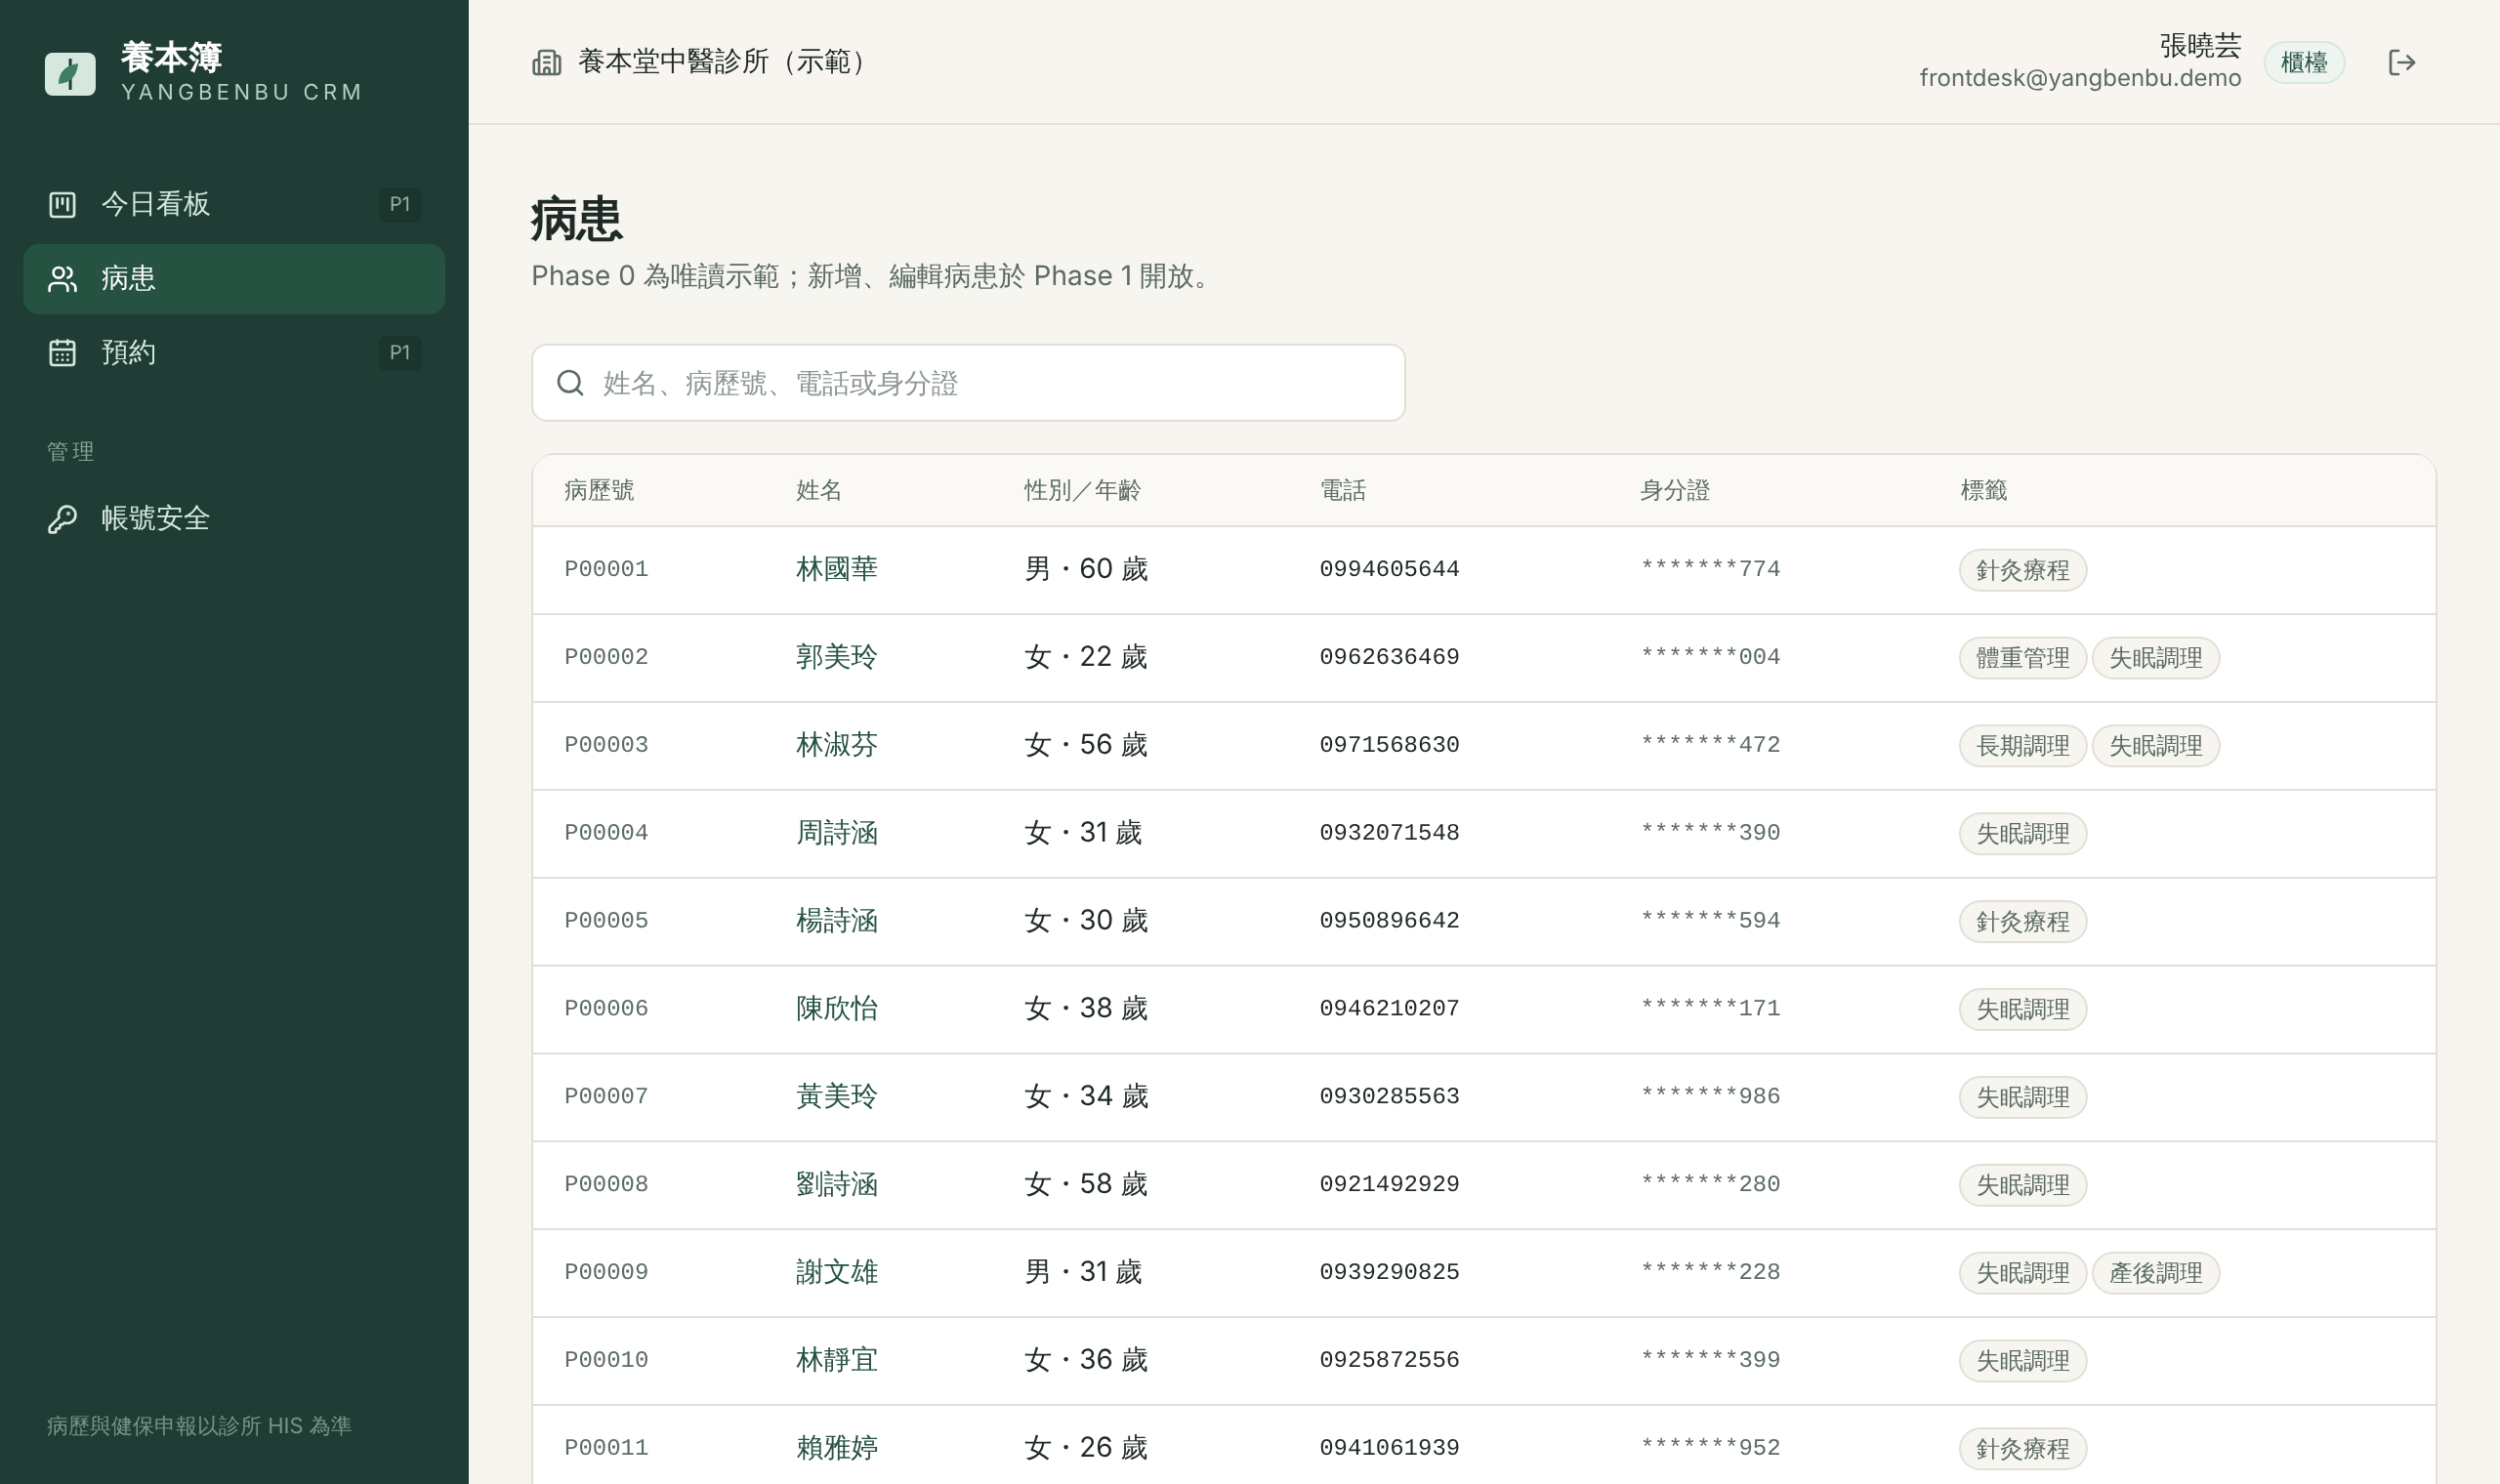 養本簿
YANGBENBU CRM
今日看板 P1
病患
預約 P1
管理
帳號安全
病歷與健保申報以診所 HIS 為準
養本堂中醫診所（示範）
張曉芸
frontdesk@yangbenbu.demo
櫃檯
病患
Phase 0 為唯讀示範；新增、編輯病患於 Phase 1 開放。
姓名、病歷號、電話或身分證
病歷號 姓名 性別／年齡 電話 身分證 標籤
P00001 林國華 男・60 歲 0994605644 *******774 針灸療程
P00002 郭美玲 女・22 歲 0962636469 *******004 體重管理 失眠調理
P00003 林淑芬 女・56 歲 0971568630 *******472 長期調理 失眠調理
P00004 周詩涵 女・31 歲 0932071548 *******390 失眠調理
P00005 楊詩涵 女・30 歲 0950896642 *******594 針灸療程
P00006 陳欣怡 女・38 歲 0946210207 *******171 失眠調理
P00007 黃美玲 女・34 歲 0930285563 *******986 失眠調理
P00008 劉詩涵 女・58 歲 0921492929 *******280 失眠調理
P00009 謝文雄 男・31 歲 0939290825 *******228 失眠調理 產後調理
P00010 林靜宜 女・36 歲 0925872556 *******399 失眠調理
P00011 賴雅婷 女・26 歲 0941061939 *******952 針灸療程